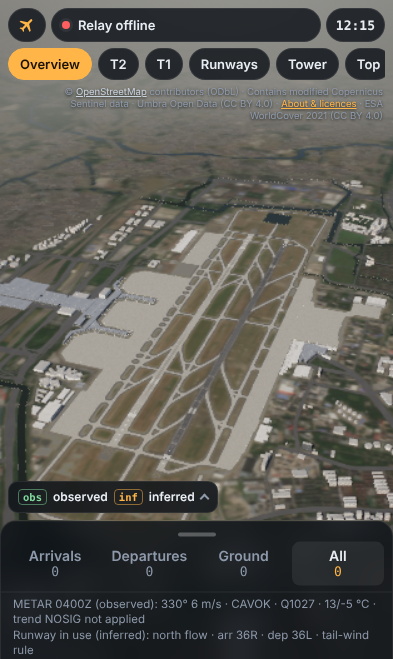 Relay offline
12:15
Overview
T2
T1
Runways
Tower
Top
© OpenStreetMap contributors (ODbL) · Contains modified Copernicus
Sentinel data · Umbra Open Data (CC BY 4.0) · About & licences · ESA
WorldCover 2021 (CC BY 4.0)
obs observed inf inferred
Arrivals
0
Departures
0
Ground
0
All
0
METAR 0400Z (observed): 330° 6 m/s · CAVOK · Q1027 · 13/-5 °C ·
trend NOSIG not applied
Runway in use (inferred): north flow · arr 36R · dep 36L · tail-wind
rule